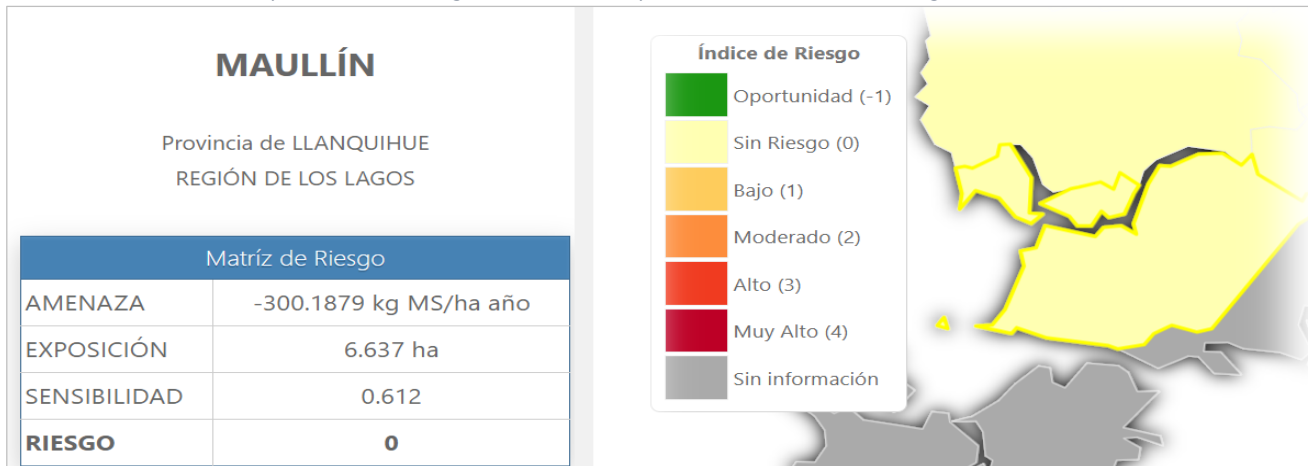 MAULLÍN
Provincia de LLANQUIHUE
REGIÓN DE LOS LAGOS
Matríz de Riesgo
AMENAZA -300.1879 kg MS/ha año
EXPOSICIÓN 6.637 ha
SENSIBILIDAD 0.612
RIESGO 0
Índice de Riesgo
Oportunidad (-1)
Sin Riesgo (0)
Bajo (1)
Moderado (2)
Alto (3)
Muy Alto (4)
Sin información